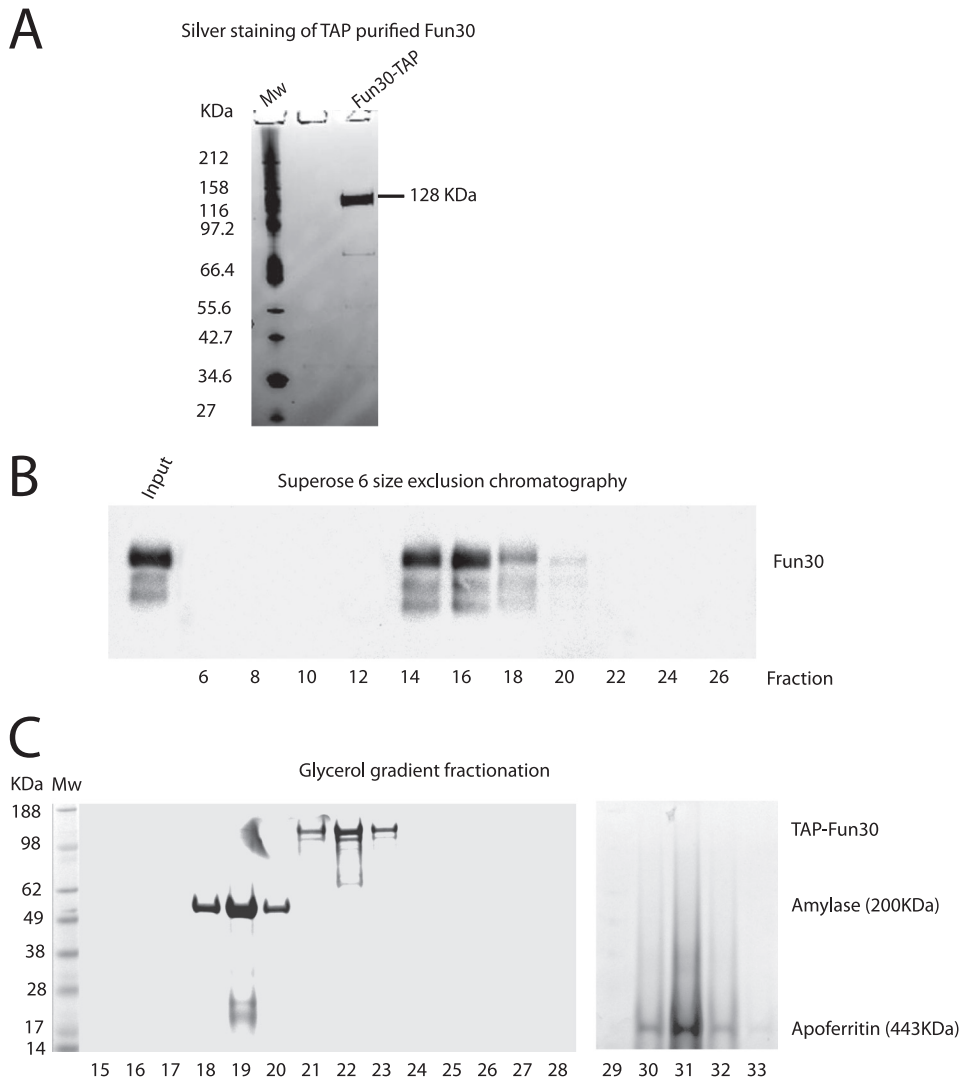 A
Silver staining of TAP purified Fun30
KDa
Mw
Fun30-TAP
212
158
128 KDa
116
97.2
66.4
55.6
42.7
34.6
27
B
Input
Superose 6 size exclusion chromatography
Fun30
6 8 10 12 14 16 18 20 22 24 26 Fraction
C
Glycerol gradient fractionation
KDa Mw
188
TAP-Fun30
98
62
Amylase (200KDa)
49
38
28
17
Apoferritin (443KDa)
14
15 16 17 18 19 20 21 22 23 24 25 26 27 28 29 30 31 32 33